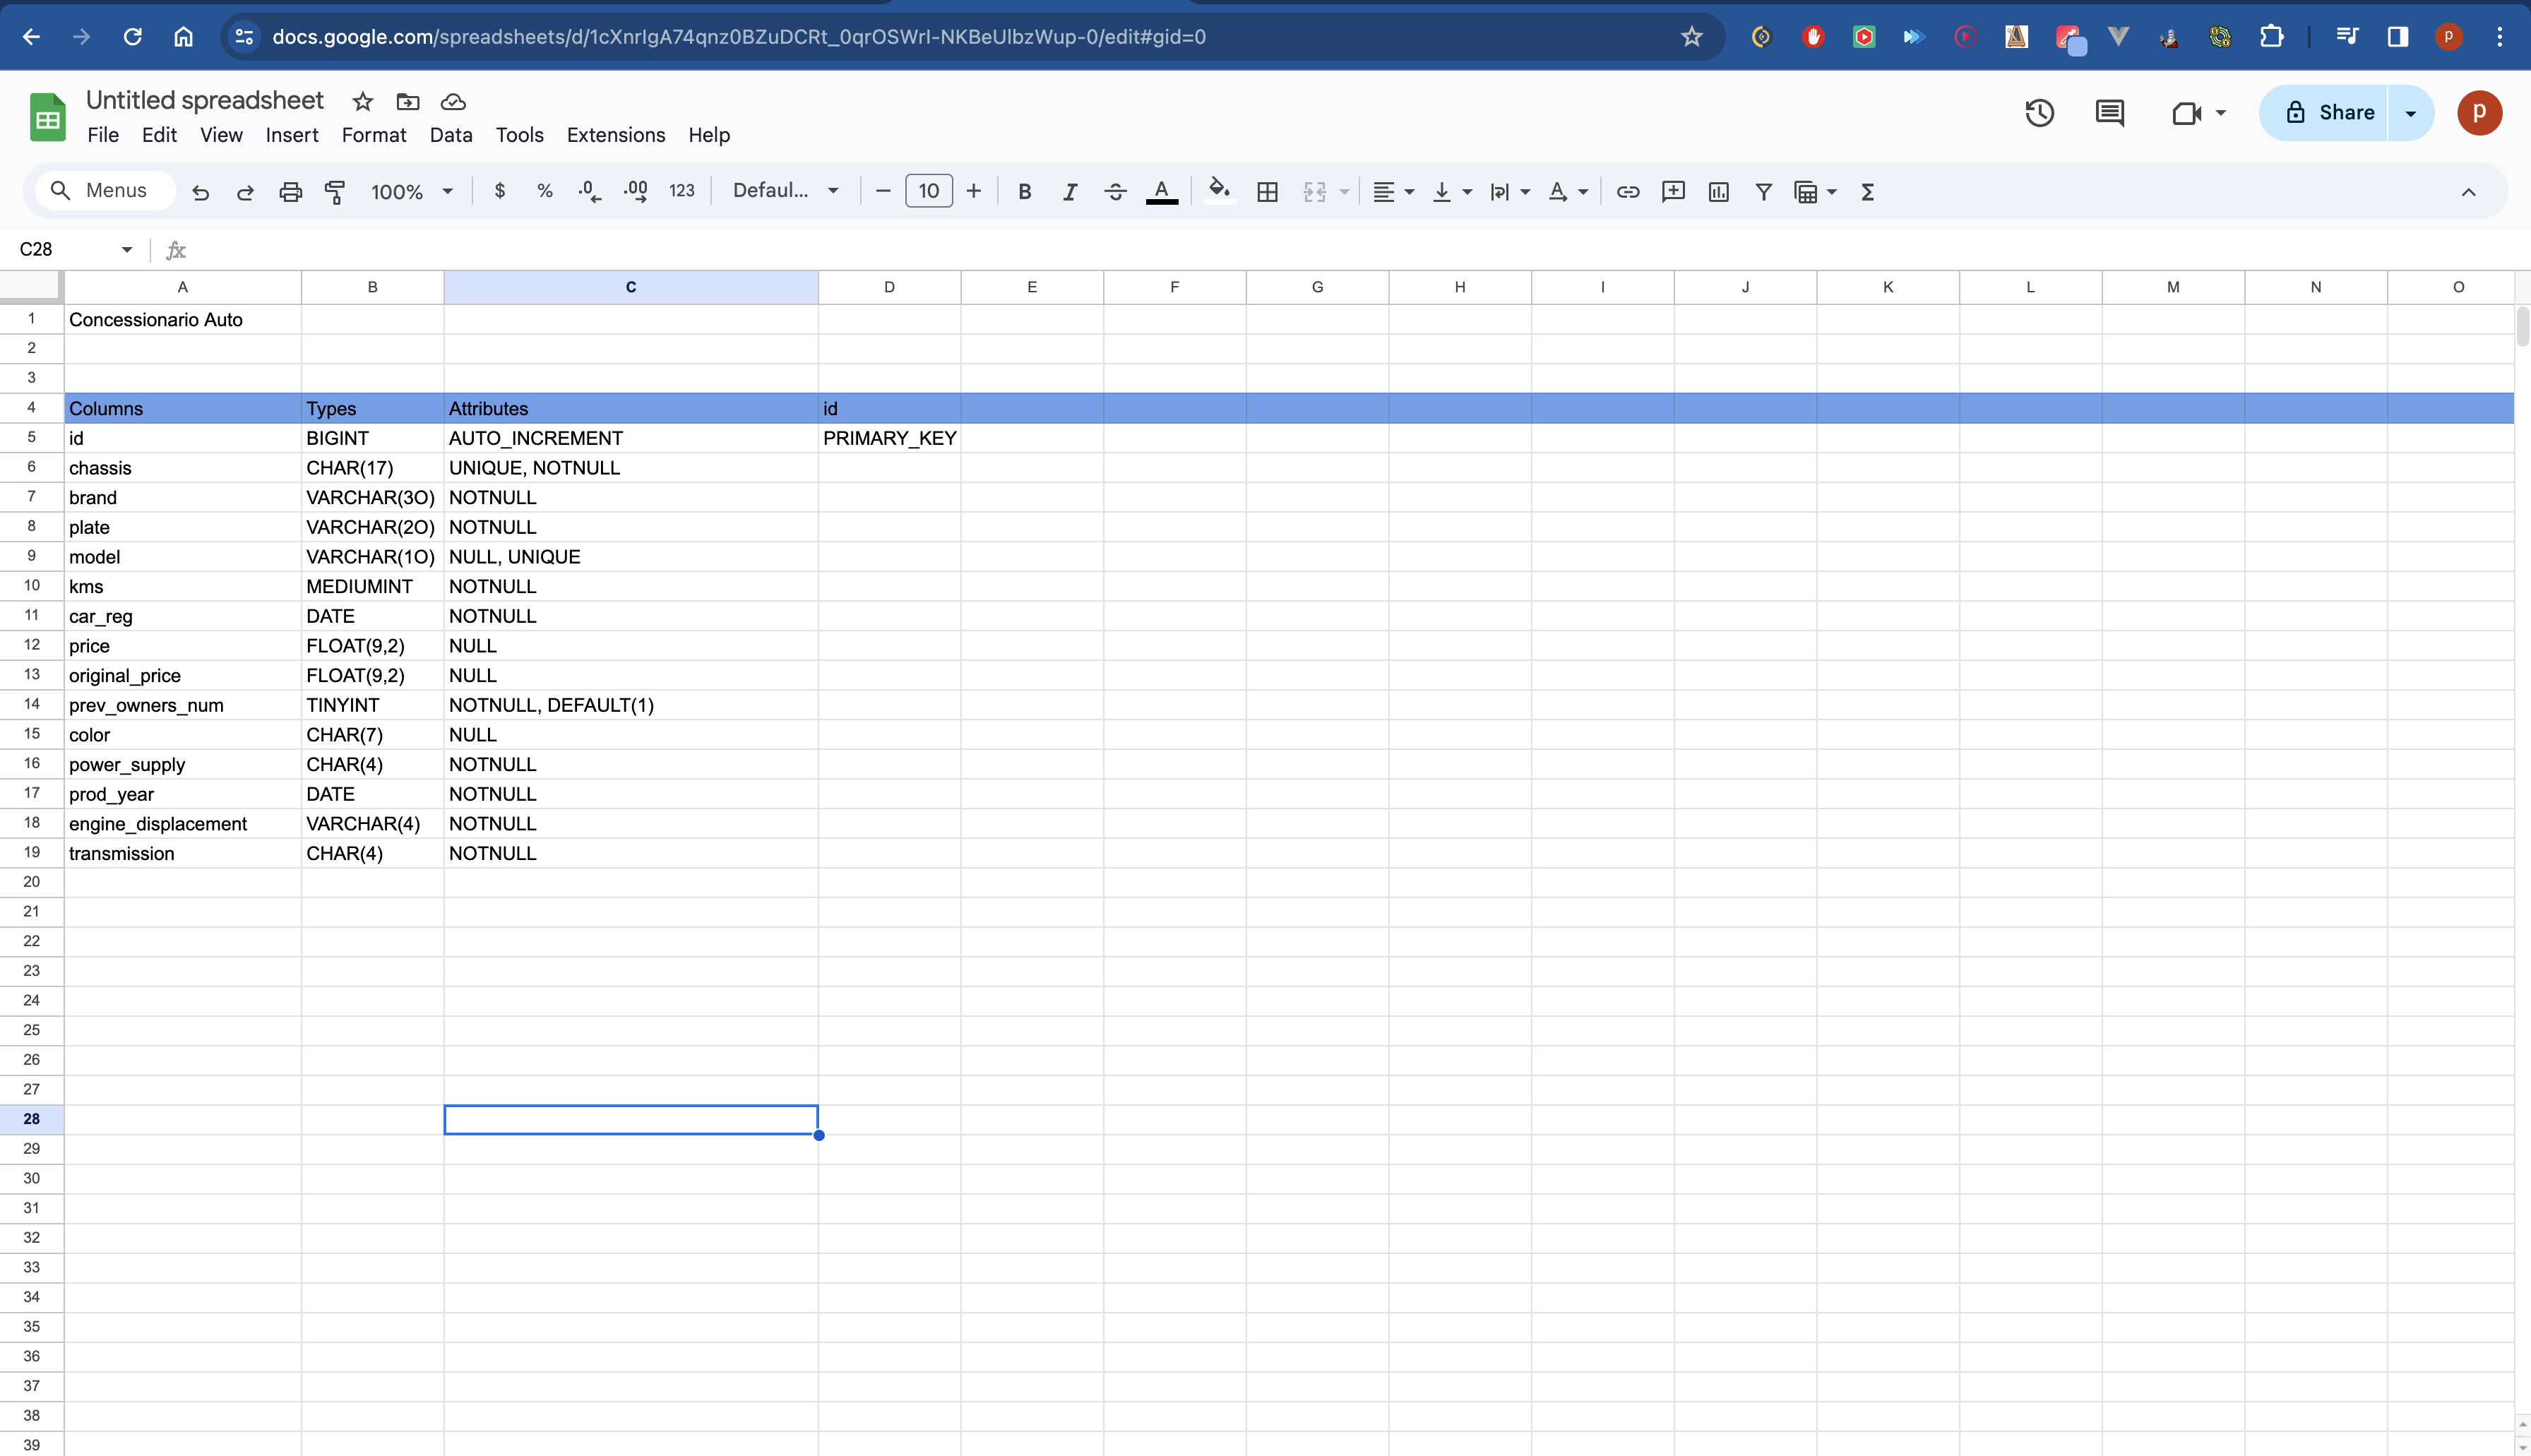 docs.google.com/spreadsheets/d/1cXnrIgA74qnz0BZuDCRt_0qrOSWrI-NKBeUIbzWup-0/edit#gid=0
P
Untitled spreadsheet
File Edit View Insert Format Data Tools Extensions Help
Share
P
Menus 100% $ % .0 .00 123 Defaul... 10 B I A Σ
C28 fx
A B C D E F G H I J K L M N O
1 Concessionario Auto
2
3
4 Columns Types Attributes id
5 id BIGINT AUTO_INCREMENT PRIMARY_KEY
6 chassis CHAR(17) UNIQUE, NOTNULL
7 brand VARCHAR(3O) NOTNULL
8 plate VARCHAR(2O) NOTNULL
9 model VARCHAR(1O) NULL, UNIQUE
10 kms MEDIUMINT NOTNULL
11 car_reg DATE NOTNULL
12 price FLOAT(9,2) NULL
13 original_price FLOAT(9,2) NULL
14 prev_owners_num TINYINT NOTNULL, DEFAULT(1)
15 color CHAR(7) NULL
16 power_supply CHAR(4) NOTNULL
17 prod_year DATE NOTNULL
18 engine_displacement VARCHAR(4) NOTNULL
19 transmission CHAR(4) NOTNULL
20
21
22
23
24
25
26
27
28
29
30
31
32
33
34
35
36
37
38
39